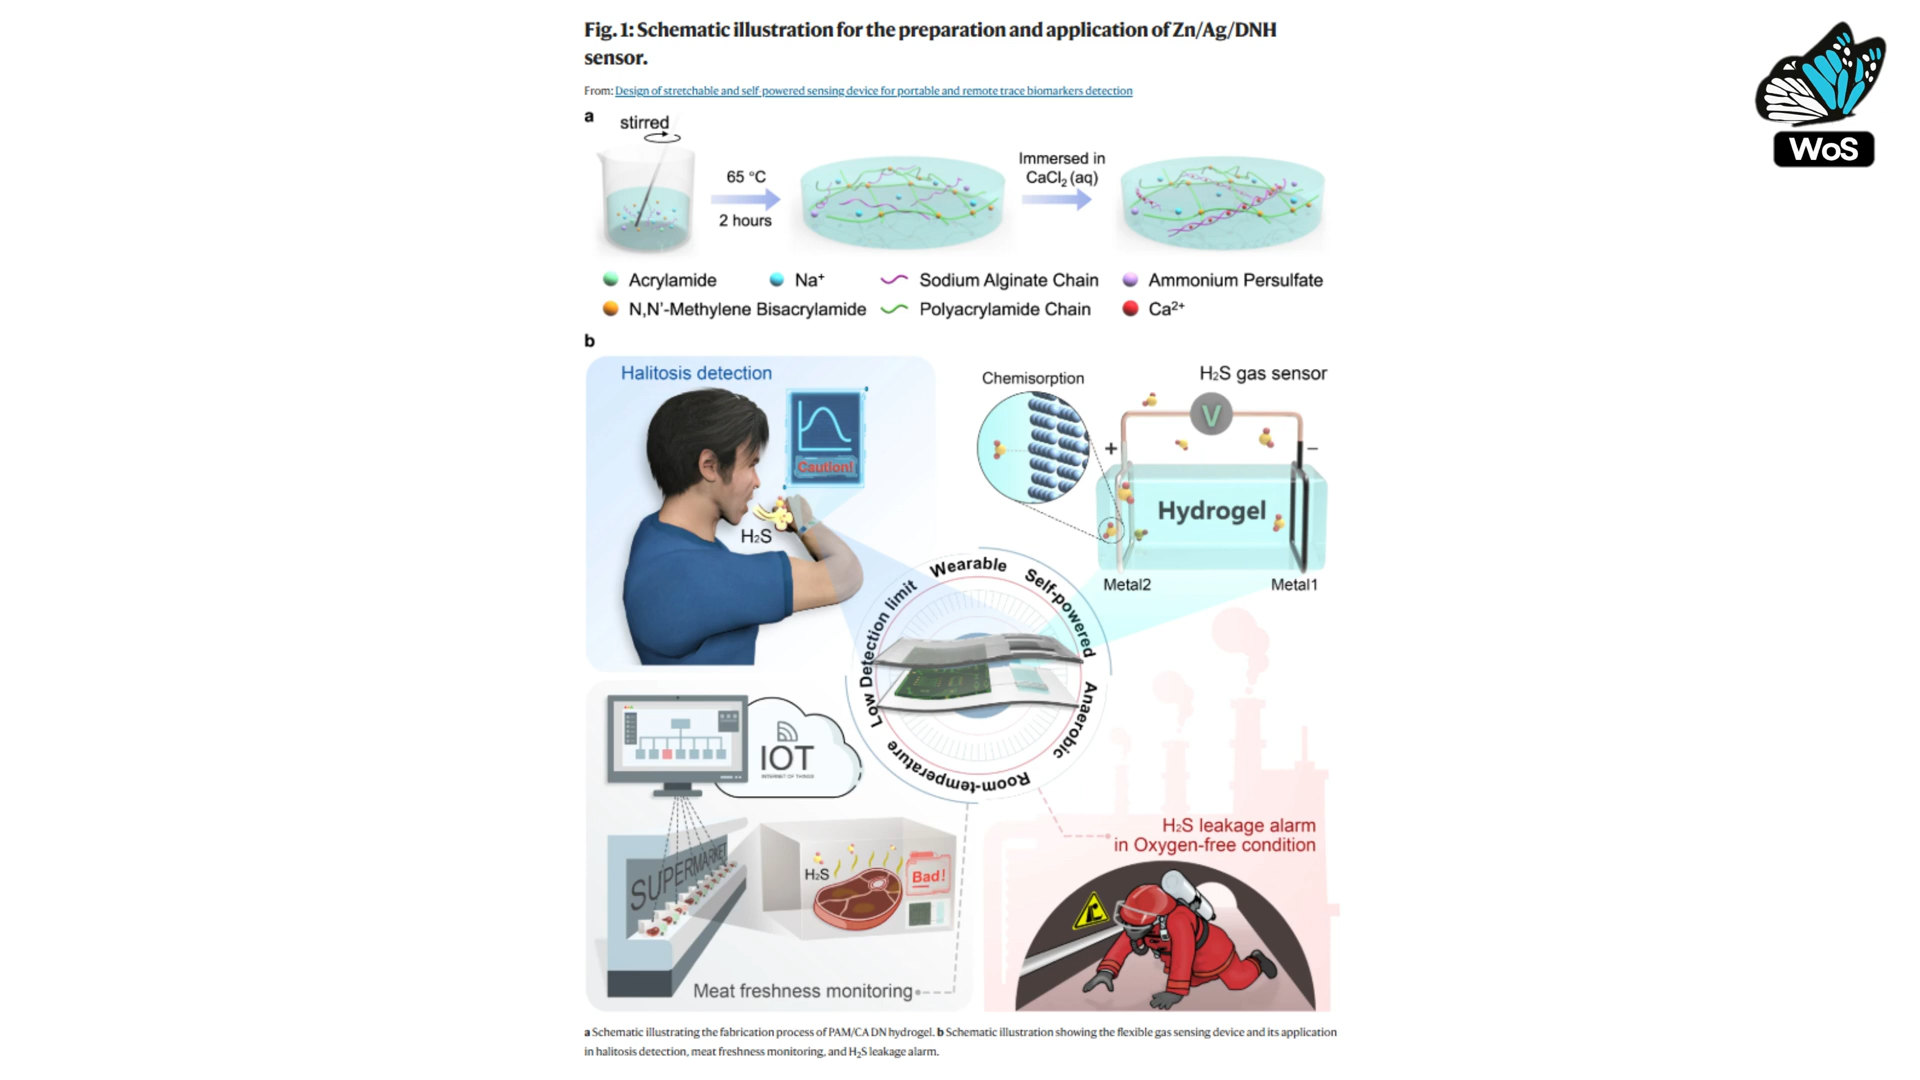 Fig. 1: Schematic illustration for the preparation and application of Zn/Ag/DNH
sensor.
From: Design of stretchable and self-powered sensing device for portable and remote trace biomarkers detection
WoS
a
stirred
65 °C
2 hours
Immersed in
CaCl₂ (aq)
Acrylamide
Na⁺
Sodium Alginate Chain
Ammonium Persulfate
N,N’-Methylene Bisacrylamide
Polyacrylamide Chain
Ca²⁺
b
Halitosis detection
Caution!
H₂S
Chemisorption
H₂S gas sensor
V
+
−
Hydrogel
Metal2
Metal1
Low Detection limit
Wearable
Self-powered
Anaerobic
Room-temperature
IOT
INTERNET OF THINGS
SUPERMARKET
H₂S
Bad!
Meat freshness monitoring
H₂S leakage alarm
in Oxygen-free condition
a Schematic illustrating the fabrication process of PAM/CA DN hydrogel. b Schematic illustration showing the flexible gas sensing device and its application
in halitosis detection, meat freshness monitoring, and H₂S leakage alarm.